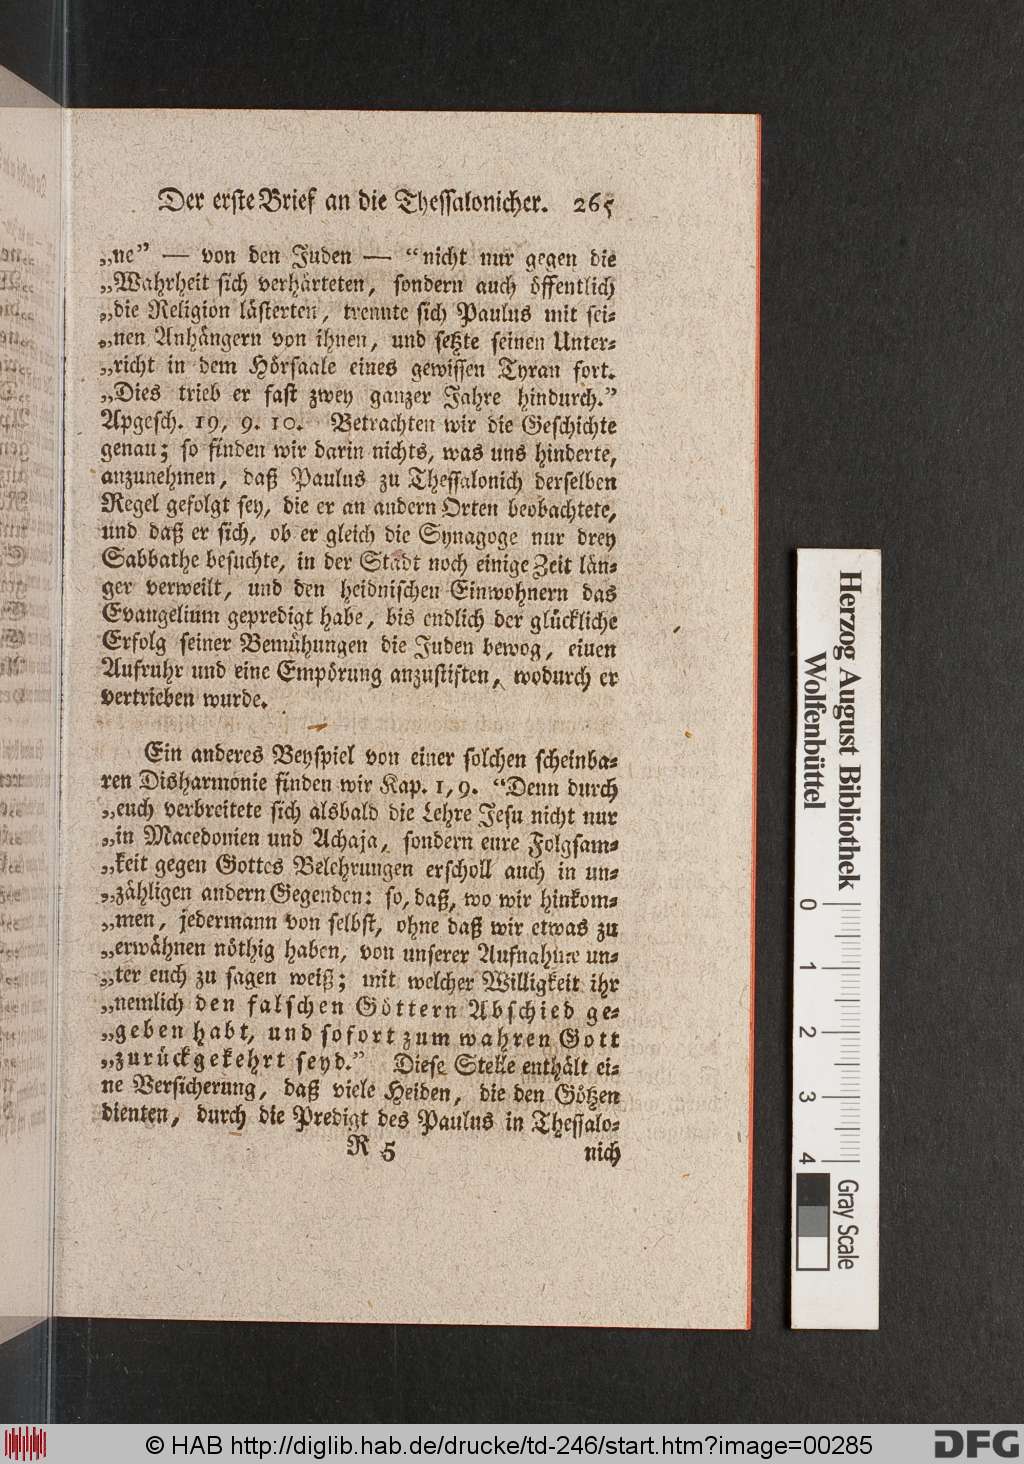 Der erste Brief an die Thessalonicher. 265
„ne” — von den Juden — “nicht nur gegen die
„Wahrheit sich verhärteten, sondern auch öffentlich
„die Religion lästerten, trennte sich Paulus mit sei-
„nen Anhängern von ihnen, und setzte seinen Unter-
„richt in dem Hörsaale eines gewissen Tyran fort.
„Dies trieb er fast zwey ganzer Jahre hindurch.”
Apgesch. 19, 9. 10. Betrachten wir die Geschichte
genau; so finden wir darin nichts, was uns hinderte,
anzunehmen, daß Paulus zu Thessalonich derselben
Regel gefolgt sey, die er an andern Orten beobachtete,
und daß er sich, ob er gleich die Synagoge nur drey
Sabbathe besuchte, in der Stadt noch einige Zeit län-
ger verweilt, und den heidnischen Einwohnern das
Evangelium gepredigt habe, bis endlich der glückliche
Erfolg seiner Bemühungen die Juden bewog, einen
Aufruhr und eine Empörung anzustiften, wodurch er
vertrieben wurde.
Ein anderes Beyspiel von einer solchen scheinba-
ren Disharmonie finden wir Kap. 1, 9. “Denn durch
„euch verbreitete sich alsbald die Lehre Jesu nicht nur
„in Macedonien und Achaja, sondern eure Folgsam-
„keit gegen Gottes Belehrungen erscholl auch in un-
„zähligen andern Gegenden: so, daß, wo wir hinkom-
„men, jedermann von selbst, ohne daß wir etwas zu
„erwähnen nöthig haben, von unserer Aufnahme un-
„ter euch zu sagen weiß; mit welcher Willigkeit ihr
„nemlich den falschen Göttern Abschied ge-
„geben habt, und sofort zum wahren Gott
„zurückgekehrt seyd.” Diese Stelle enthält ei-
ne Versicherung, daß viele Heiden, die den Götzen
dienten, durch die Predigt des Paulus in Thessalo-
R 5 nich
Herzog August Bibliothek
Wolfenbüttel
0 1 2 3 4
Gray Scale
© HAB http://diglib.hab.de/drucke/td-246/start.htm?image=00285
DFG